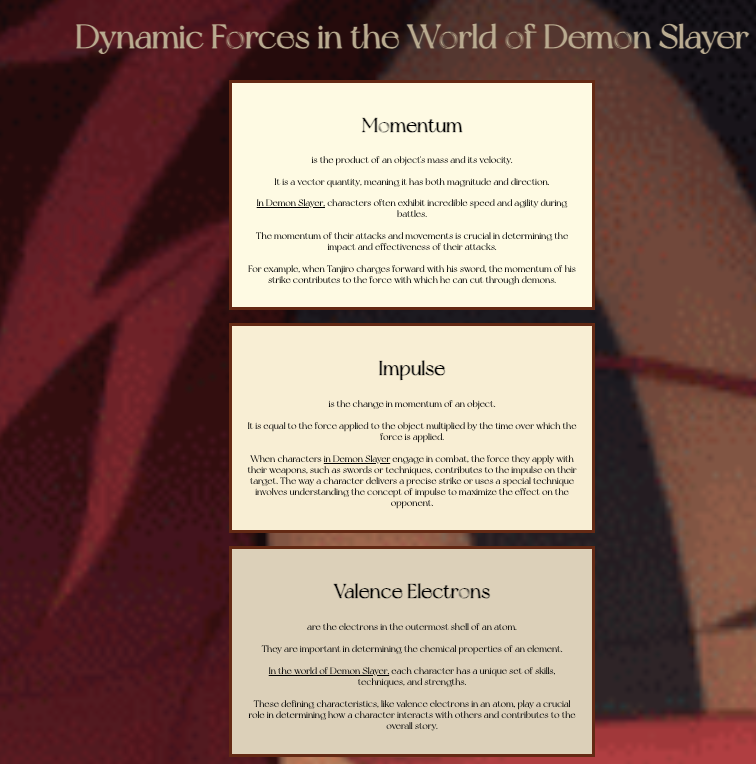 Dynamic Forces in the World of Demon Slayer
Momentum
is the product of an object's mass and its velocity.
It is a vector quantity, meaning it has both magnitude and direction.
In Demon Slayer, characters often exhibit incredible speed and agility during
battles.
The momentum of their attacks and movements is crucial in determining the
impact and effectiveness of their attacks.
For example, when Tanjiro charges forward with his sword, the momentum of his
strike contributes to the force with which he can cut through demons.
Impulse
is the change in momentum of an object.
It is equal to the force applied to the object multiplied by the time over which the
force is applied.
When characters in Demon Slayer engage in combat, the force they apply with
their weapons, such as swords or techniques, contributes to the impulse on their
target. The way a character delivers a precise strike or uses a special technique
involves understanding the concept of impulse to maximize the effect on the
opponent.
Valence Electrons
are the electrons in the outermost shell of an atom.
They are important in determining the chemical properties of an element.
In the world of Demon Slayer, each character has a unique set of skills,
techniques, and strengths.
These defining characteristics, like valence electrons in an atom, play a crucial
role in determining how a character interacts with others and contributes to the
overall story.